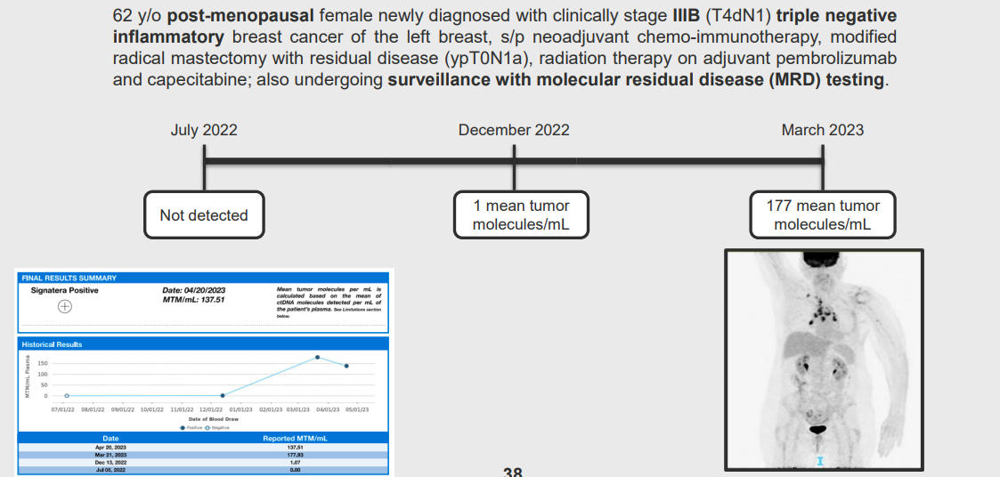 62 y/o post-menopausal female newly diagnosed with clinically stage IIIB (T4dN1) triple negative
inflammatory breast cancer of the left breast, s/p neoadjuvant chemo-immunotherapy, modified
radical mastectomy with residual disease (ypT0N1a), radiation therapy on adjuvant pembrolizumab
and capecitabine; also undergoing surveillance with molecular residual disease (MRD) testing.
July 2022
December 2022
March 2023
Not detected
1 mean tumor
molecules/mL
177 mean tumor
molecules/mL
FINAL RESULTS SUMMARY
Signatera Positive
Date: 04/20/2023
MTM/mL: 137.51
Mean tumor molecules per mL is
calculated based on the mean of
ctDNA molecules detected per mL of
the patient's plasma. See Limitations section
below.
Historical Results
MTM/mL Plasma
150
100
50
0
07/01/22 08/01/22 09/01/22 10/01/22 11/01/22 12/01/22 01/01/23 02/01/23 03/01/23 04/01/23 05/01/23
Date of Blood Draw
Positive Negative
Date Reported MTM/mL
Apr 20, 2023 137.51
Mar 21, 2023 177.93
Dec 13, 2022 1.07
Jul 05, 2022 0.00
I
38